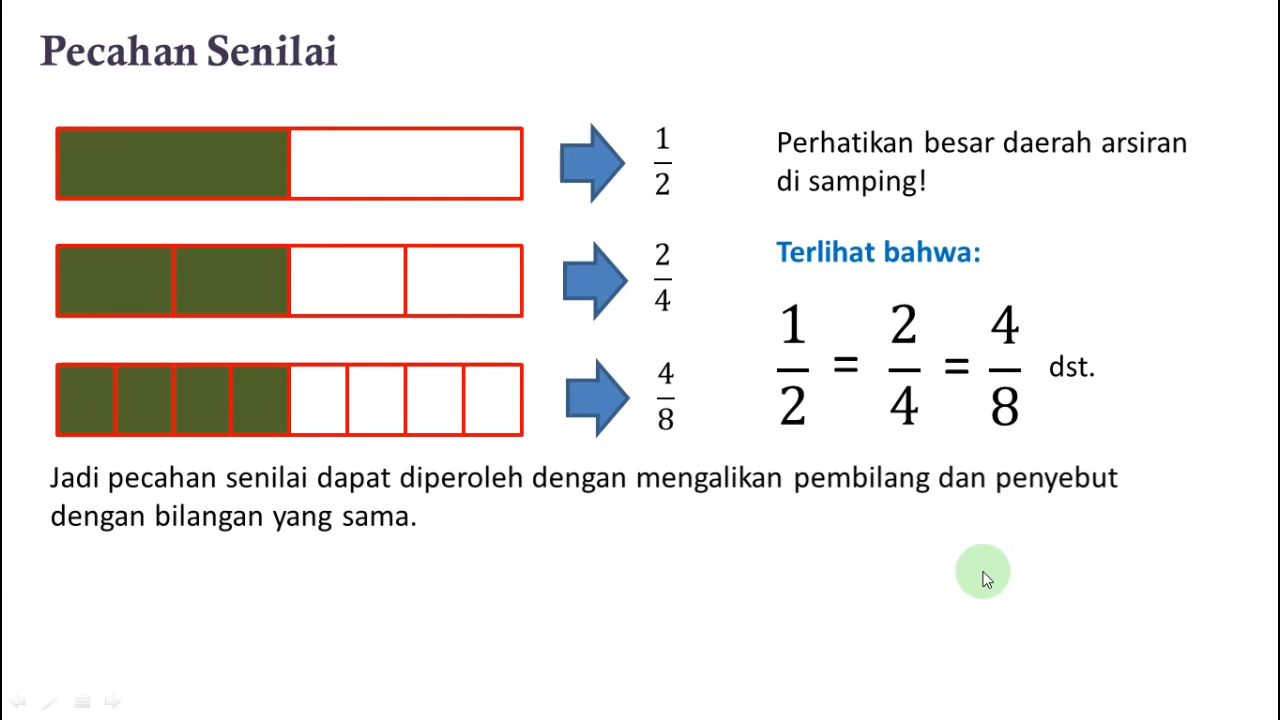 Pecahan Senilai
1
2
Perhatikan besar daerah arsiran
di samping!
2
4
Terlihat bahwa:
1
2
=
2
4
=
4
8
dst.
4
8
Jadi pecahan senilai dapat diperoleh dengan mengalikan pembilang dan penyebut
dengan bilangan yang sama.